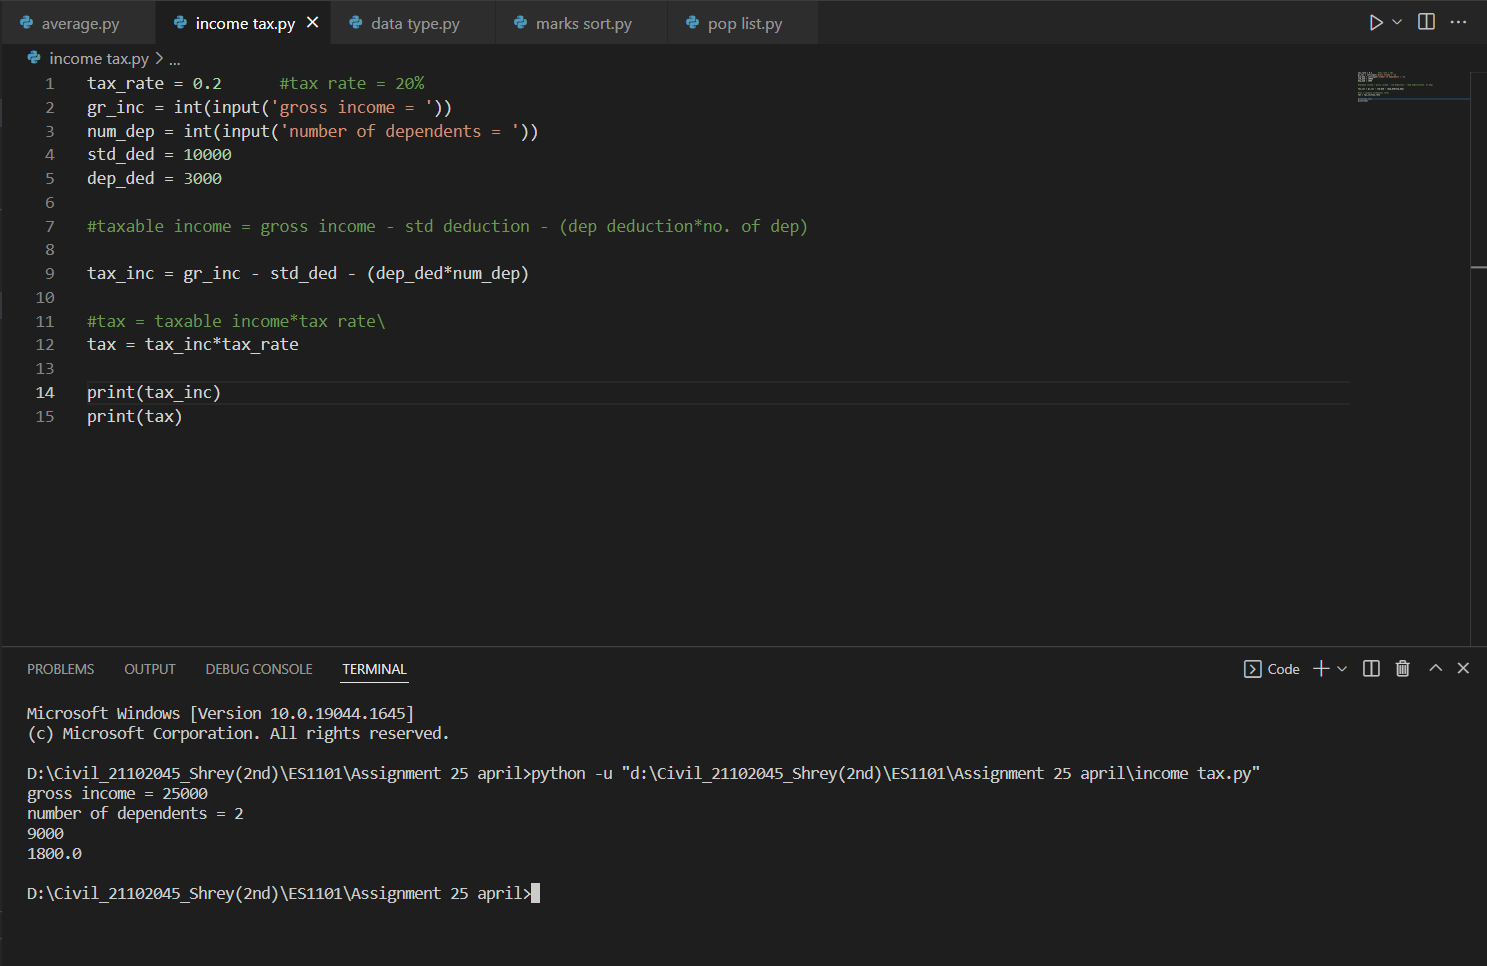 average.py income tax.py data type.py marks sort.py pop list.py
income tax.py > ...
1 tax_rate = 0.2      #tax rate = 20%
2 gr_inc = int(input('gross income = '))
3 num_dep = int(input('number of dependents = '))
4 std_ded = 10000
5 dep_ded = 3000
6
7 #taxable income = gross income - std deduction - (dep deduction*no. of dep)
8
9 tax_inc = gr_inc - std_ded - (dep_ded*num_dep)
10
11 #tax = taxable income*tax rate\
12 tax = tax_inc*tax_rate
13
14 print(tax_inc)
15 print(tax)
PROBLEMS OUTPUT DEBUG CONSOLE TERMINAL Code
Microsoft Windows [Version 10.0.19044.1645]
(c) Microsoft Corporation. All rights reserved.
D:\Civil_21102045_Shrey(2nd)\ES1101\Assignment 25 april>python -u "d:\Civil_21102045_Shrey(2nd)\ES1101\Assignment 25 april\income tax.py"
gross income = 25000
number of dependents = 2
9000
1800.0
D:\Civil_21102045_Shrey(2nd)\ES1101\Assignment 25 april>